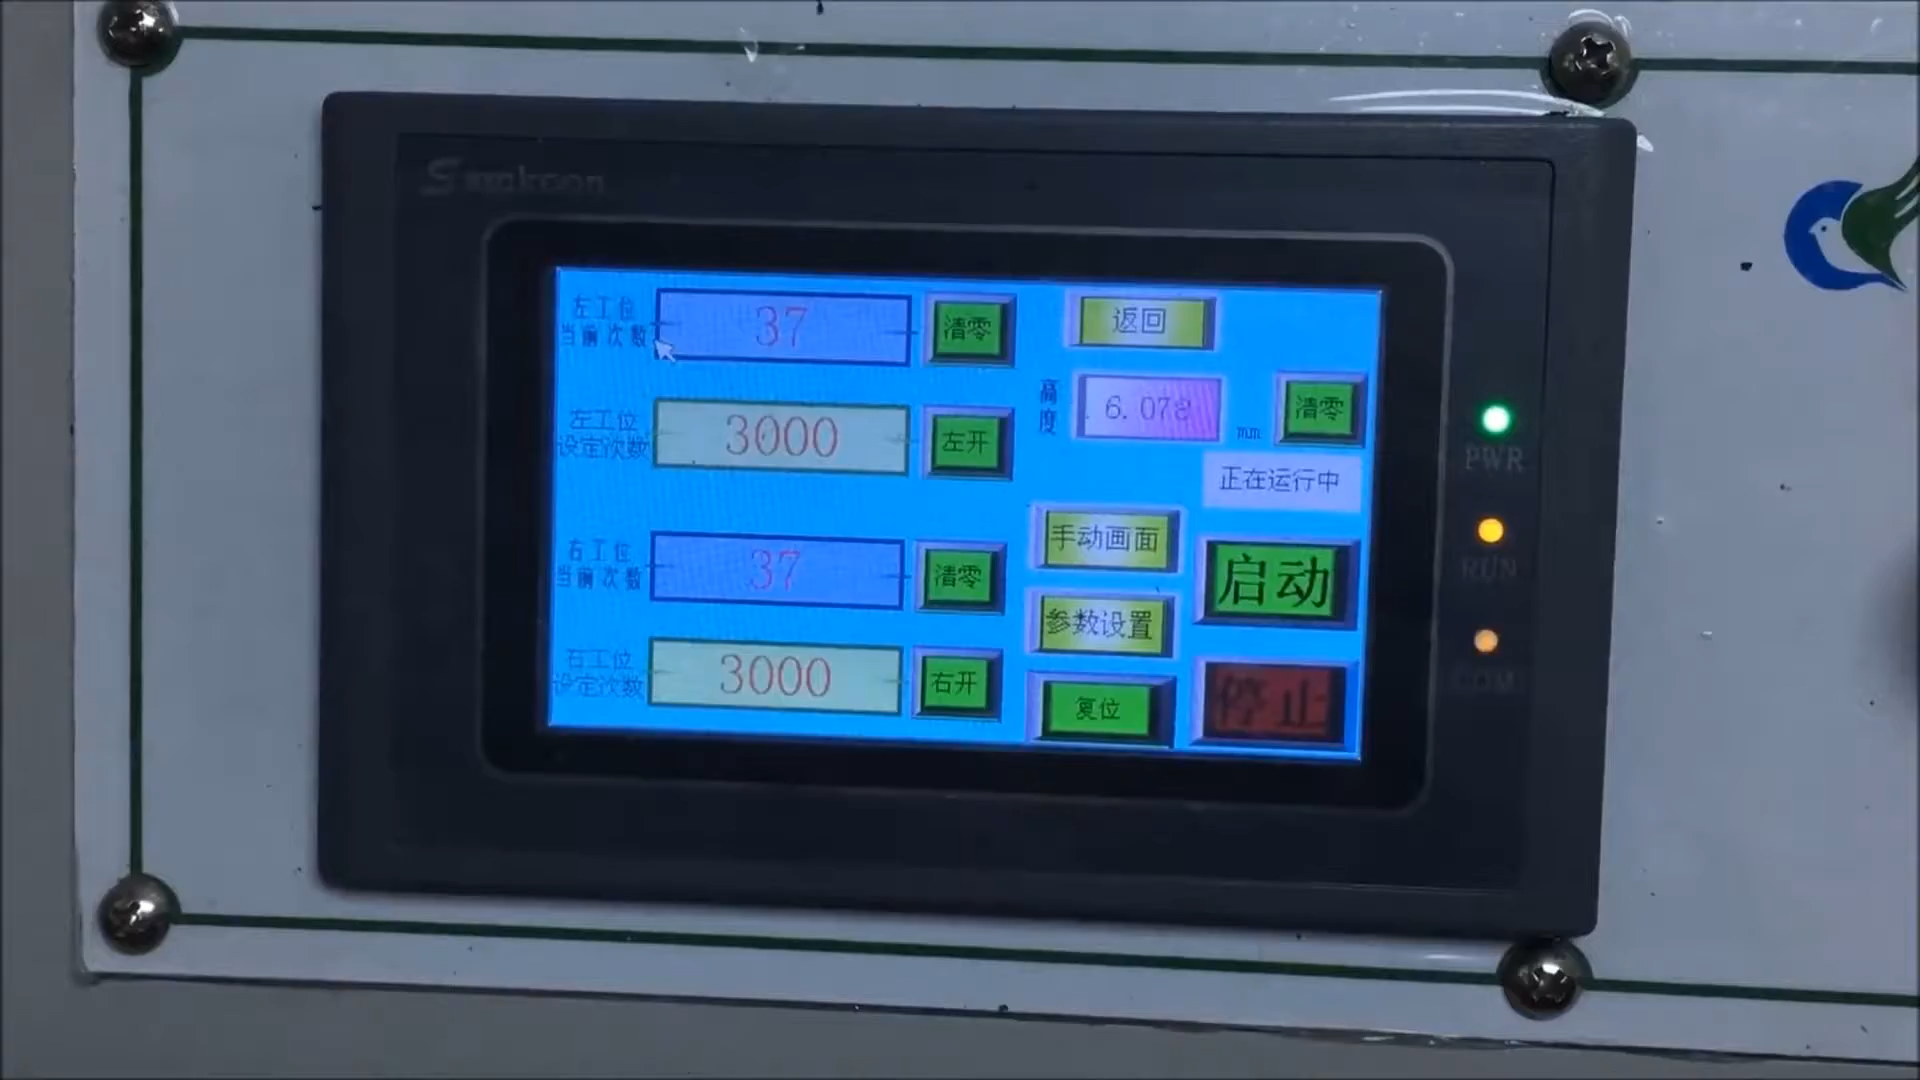 左工位
当前次数
37
清零
返回
左工位
设定次数
3000
左开
高度
6.078
mm
清零
正在运行中
右工位
当前次数
37
清零
手动画面
启动
参数设置
右工位
设定次数
3000
右开
复位
停止
PWR
RUN
COM